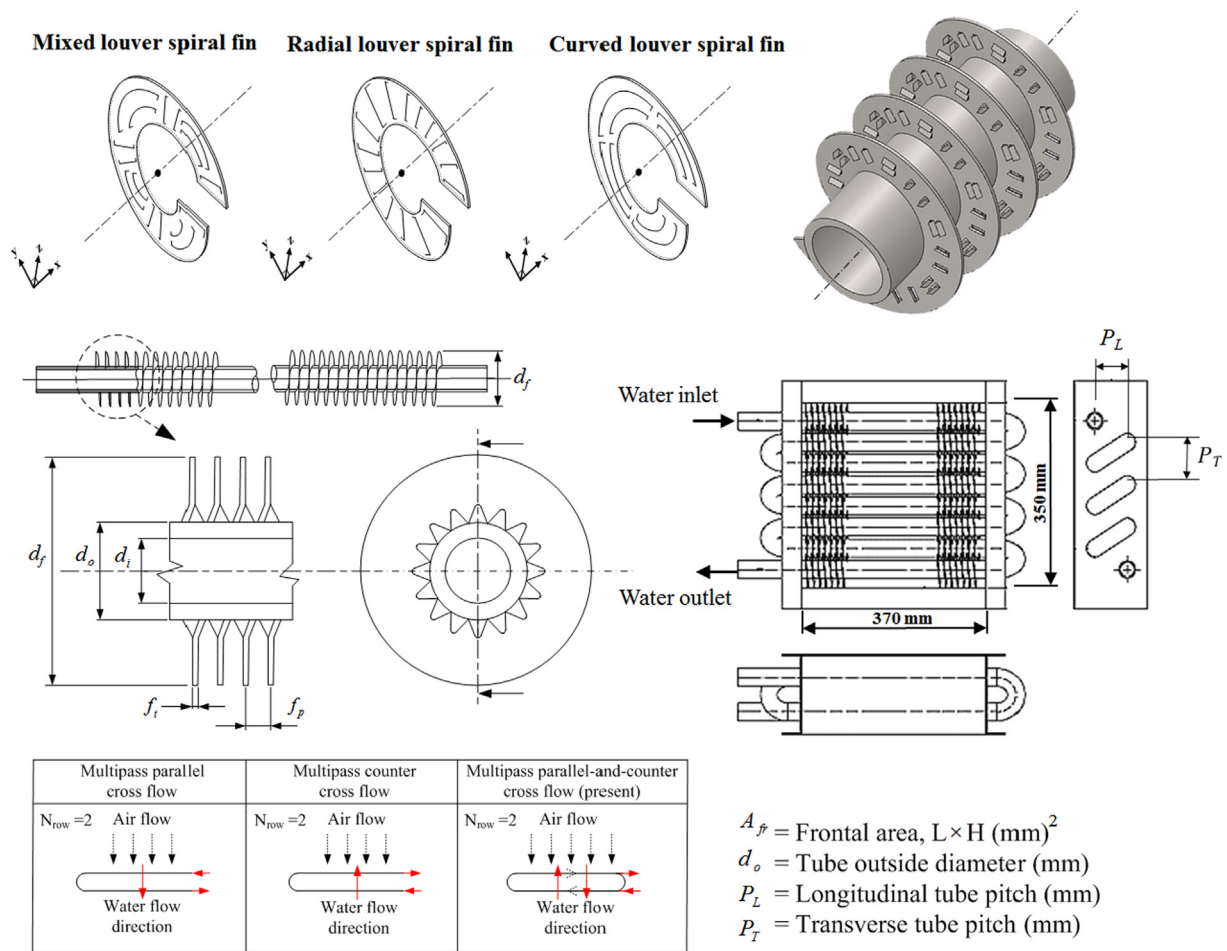 Mixed louver spiral fin
Radial louver spiral fin
Curved louver spiral fin
y z x
y z x
y z x
d_f
P_L
Water inlet
P_T
350 mm
Water outlet
370 mm
d_f d_o d_i
f_t f_p
Multipass parallel
cross flow
Multipass counter
cross flow
Multipass parallel-and-counter
cross flow (present)
N_row =2 Air flow
Water flow
direction
N_row =2 Air flow
Water flow
direction
N_row =2 Air flow
Water flow
direction
A_fr = Frontal area, L×H (mm)²
d_o = Tube outside diameter (mm)
P_L = Longitudinal tube pitch (mm)
P_T = Transverse tube pitch (mm)